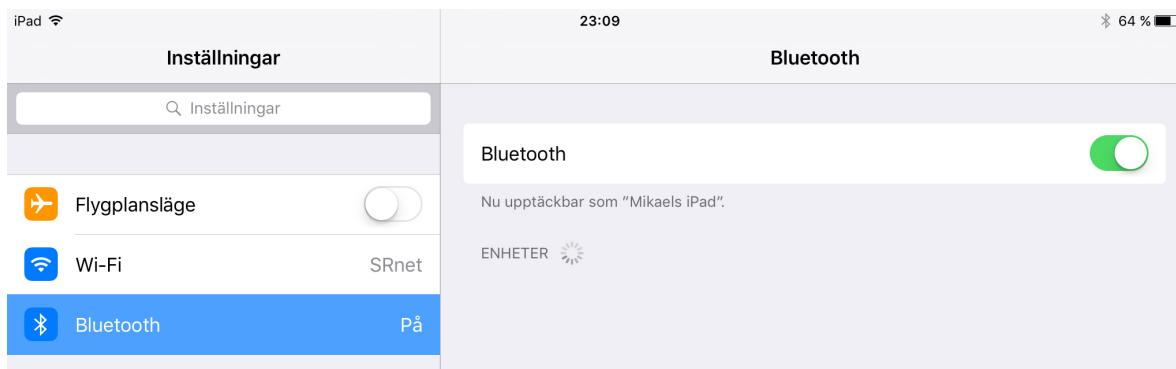 iPad
23:09
64 %
Inställningar
Bluetooth
Inställningar
Flygplansläge
Wi-Fi
SRnet
Bluetooth
På
Bluetooth
Nu upptäckbar som ”Mikaels iPad”.
ENHETER